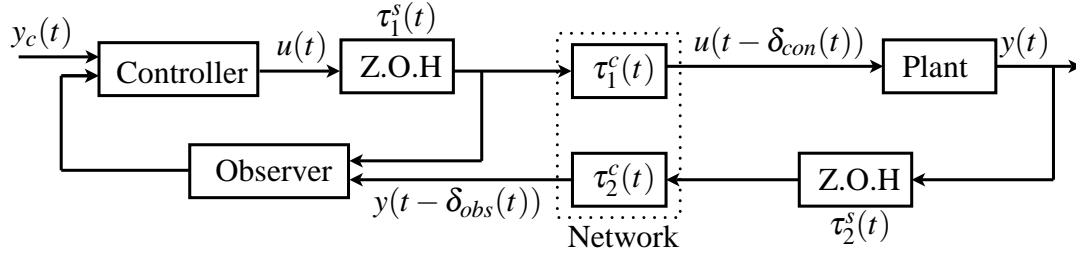 y_c(t)
Controller
u(t)
τ_1^s(t)
Z.O.H
τ_1^c(t)
u(t − δ_con(t))
Plant
y(t)
Observer
y(t − δ_obs(t))
τ_2^c(t)
Z.O.H
τ_2^s(t)
Network